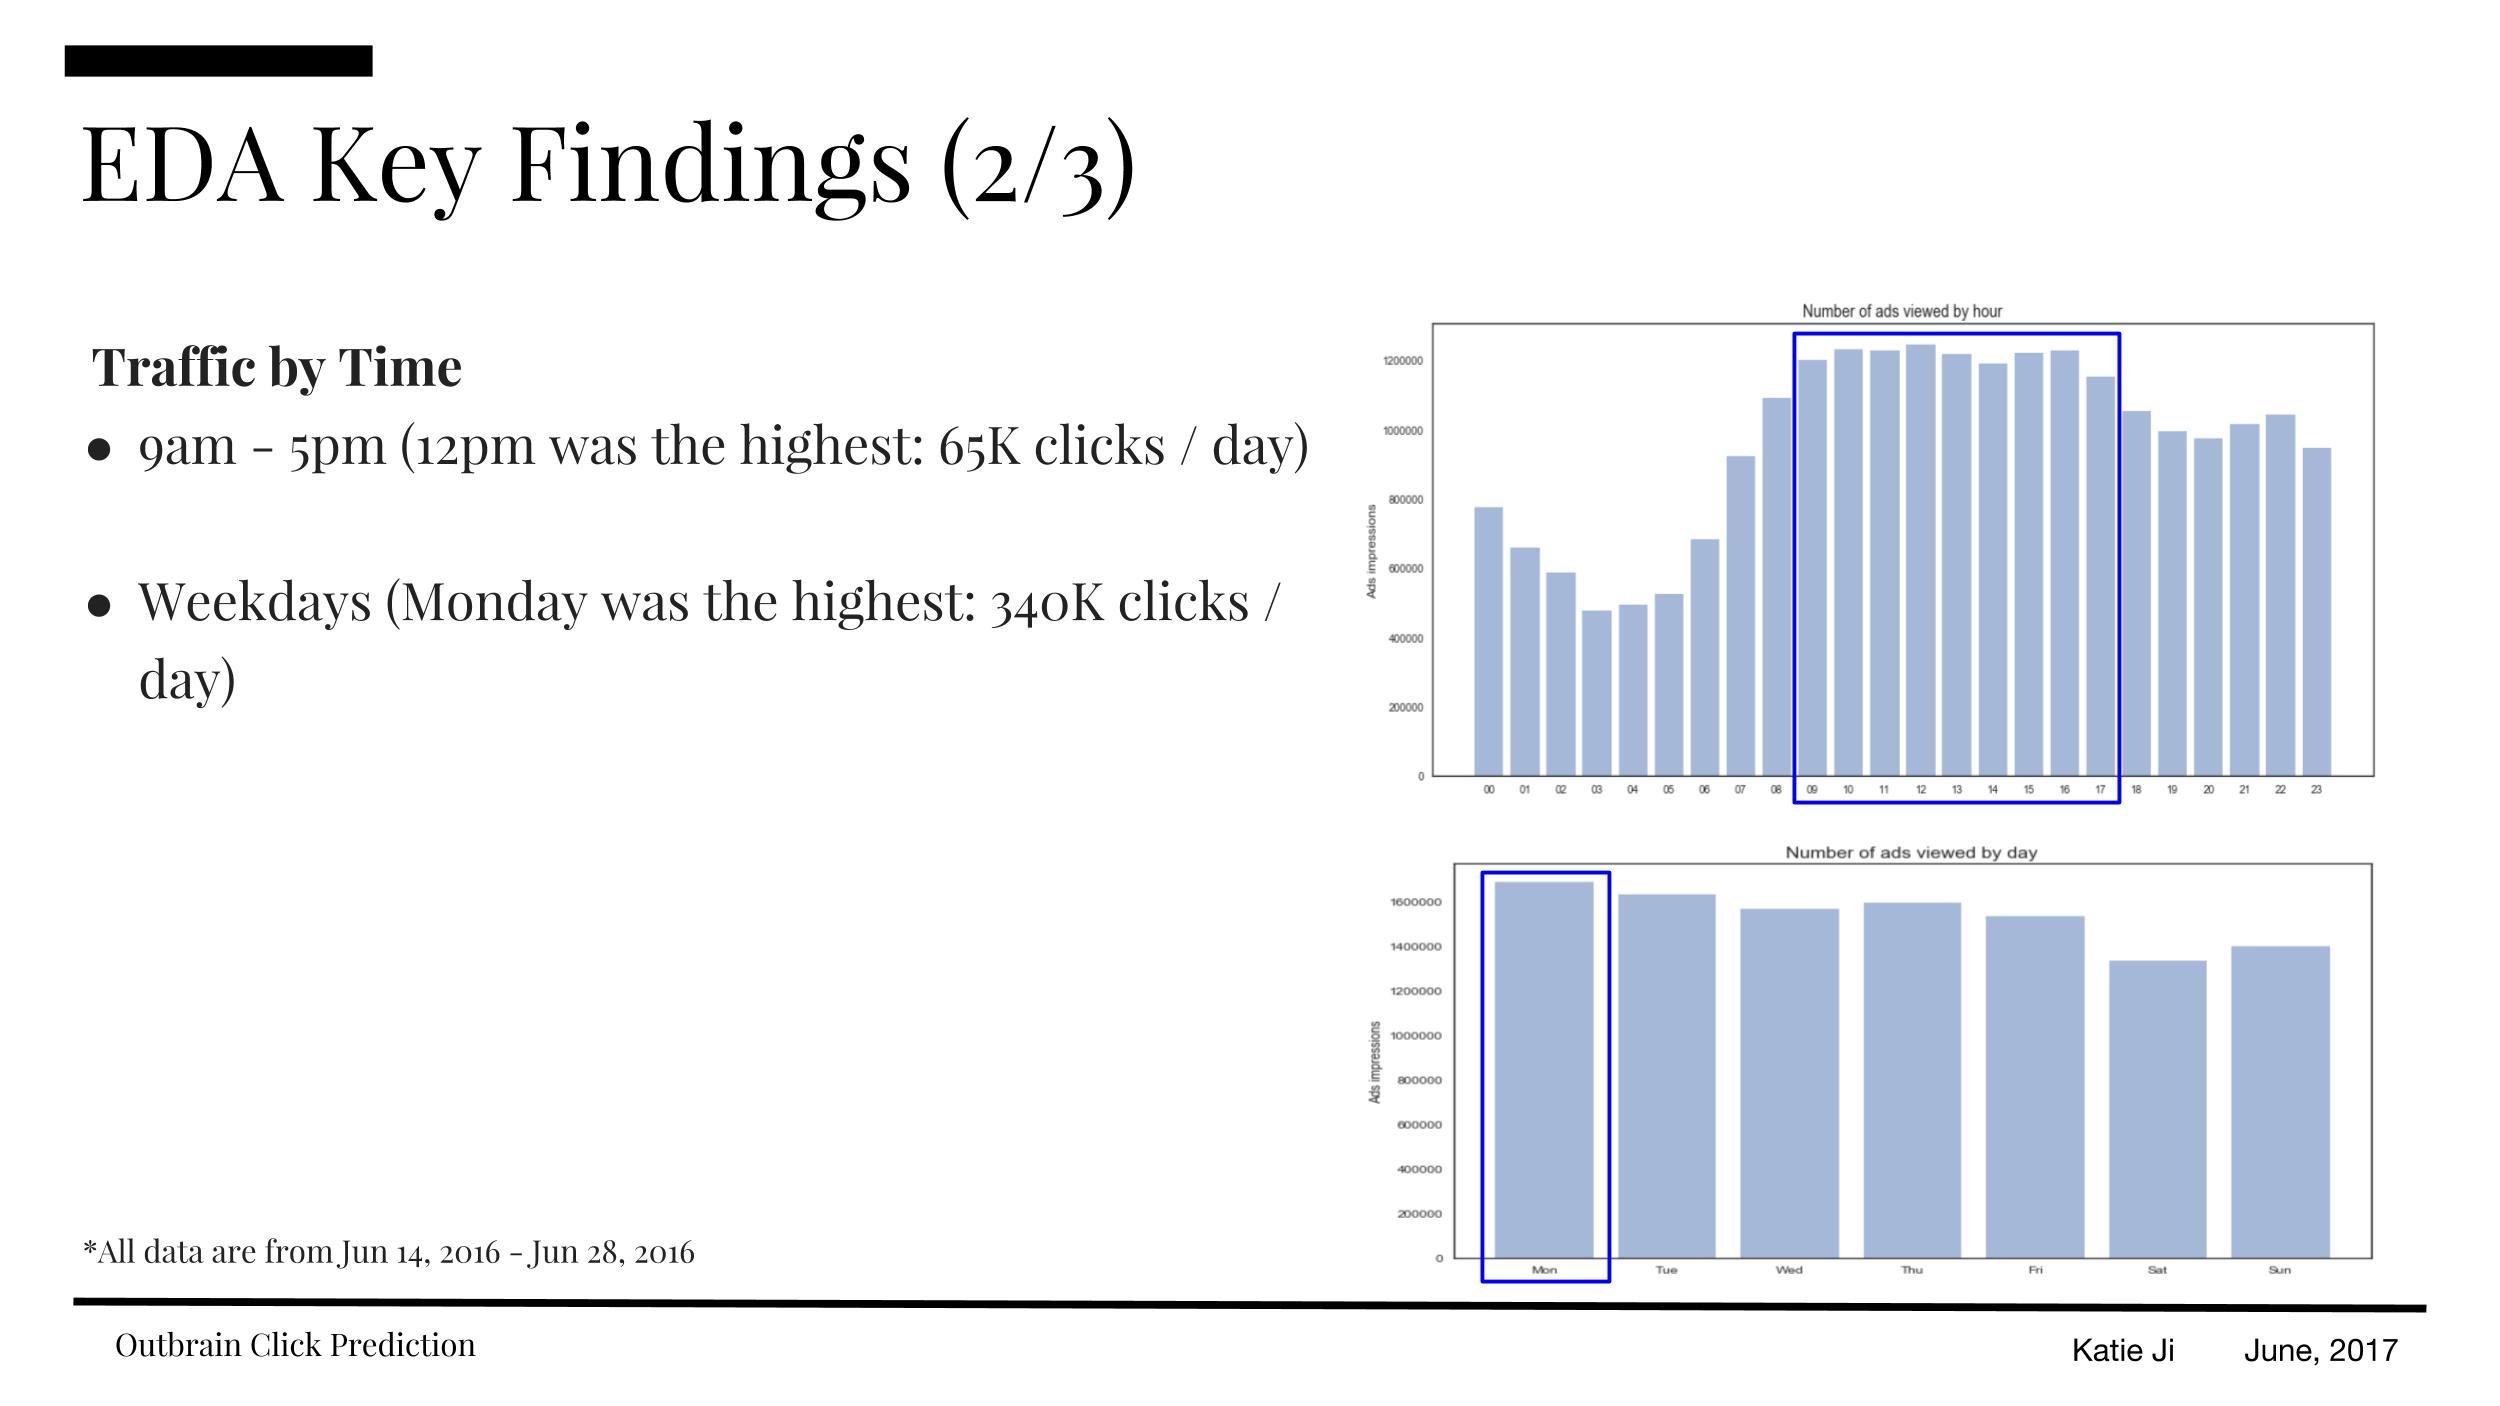 EDA Key Findings (2/3)
Traffic by Time
● 9am – 5pm (12pm was the highest: 65K clicks / day)
● Weekdays (Monday was the highest: 340K clicks /
day)
*All data are from Jun 14, 2016 - Jun 28, 2016
Number of ads viewed by hour
Ads impressions
1200000
1000000
800000
600000
400000
200000
0
00 01 02 03 04 05 06 07 08 09 10 11 12 13 14 15 16 17 18 19 20 21 22 23
Number of ads viewed by day
Ads impressions
1600000
1400000
1200000
1000000
800000
600000
400000
200000
0
Mon Tue Wed Thu Fri Sat Sun
Outbrain Click Prediction
Katie Ji June, 2017